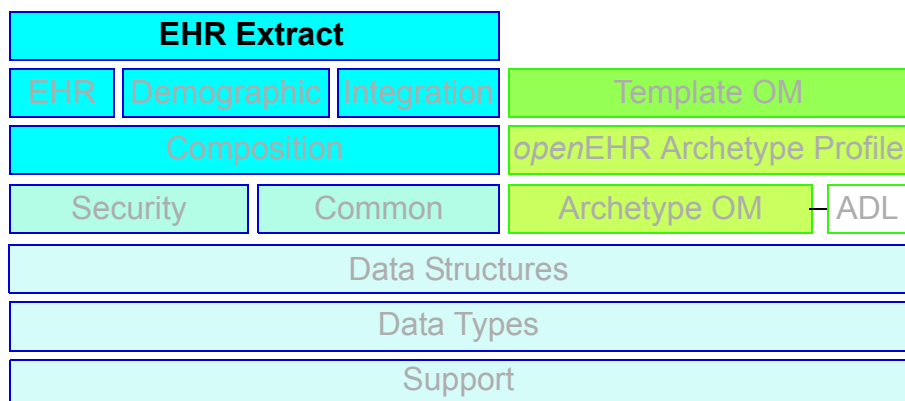 EHR Extract
EHR Demographic Integration Template OM
Composition openEHR Archetype Profile
Security Common Archetype OM ADL
Data Structures
Data Types
Support